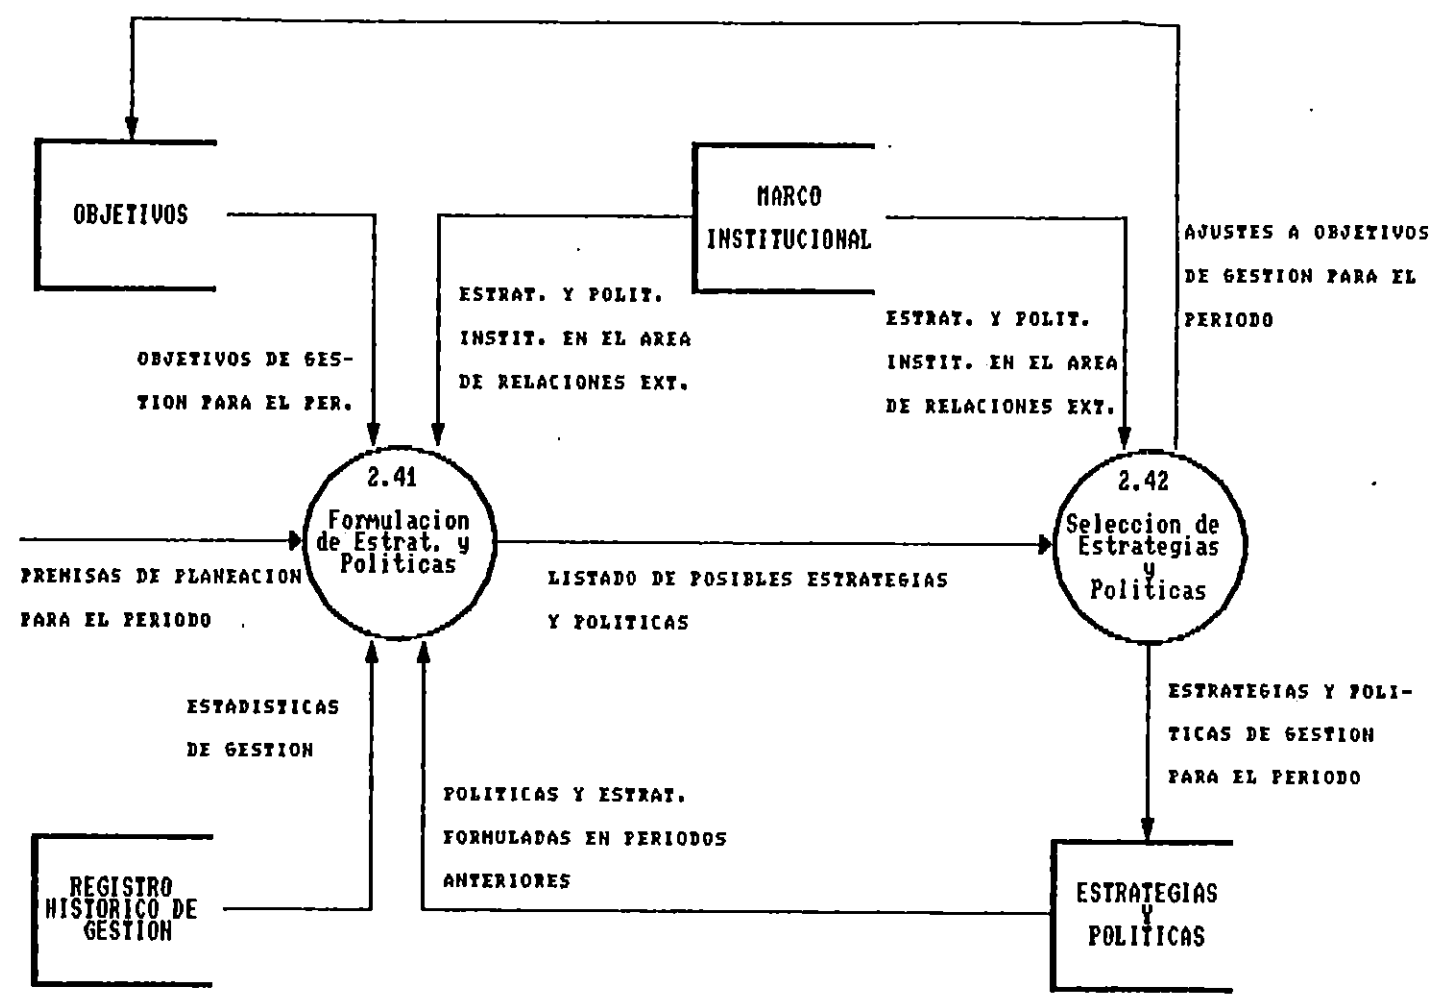 OBJETIVOS
MARCO
INSTITUCIONAL
AJUSTES A OBJETIVOS
DE GESTION PARA EL
PERIODO
ESTRAT. Y POLIT.
INSTIT. EN EL AREA
DE RELACIONES EXT.
ESTRAT. Y POLIT.
INSTIT. EN EL AREA
DE RELACIONES EXT.
OBJETIVOS DE GES-
TION PARA EL PER.
2.41
Formulacion
de Estrat. y
Politicas
2.42
Seleccion de
Estrategias
y
Politicas
PREMISAS DE PLANEACION
PARA EL PERIODO
LISTADO DE POSIBLES ESTRATEGIAS
Y POLITICAS
ESTADISTICAS
DE GESTION
ESTRATEGIAS Y POLI-
TICAS DE GESTION
PARA EL PERIODO
POLITICAS Y ESTRAT.
FORMULADAS EN PERIODOS
ANTERIORES
REGISTRO
HISTORICO DE
GESTION
ESTRATEGIAS
Y
POLITICAS